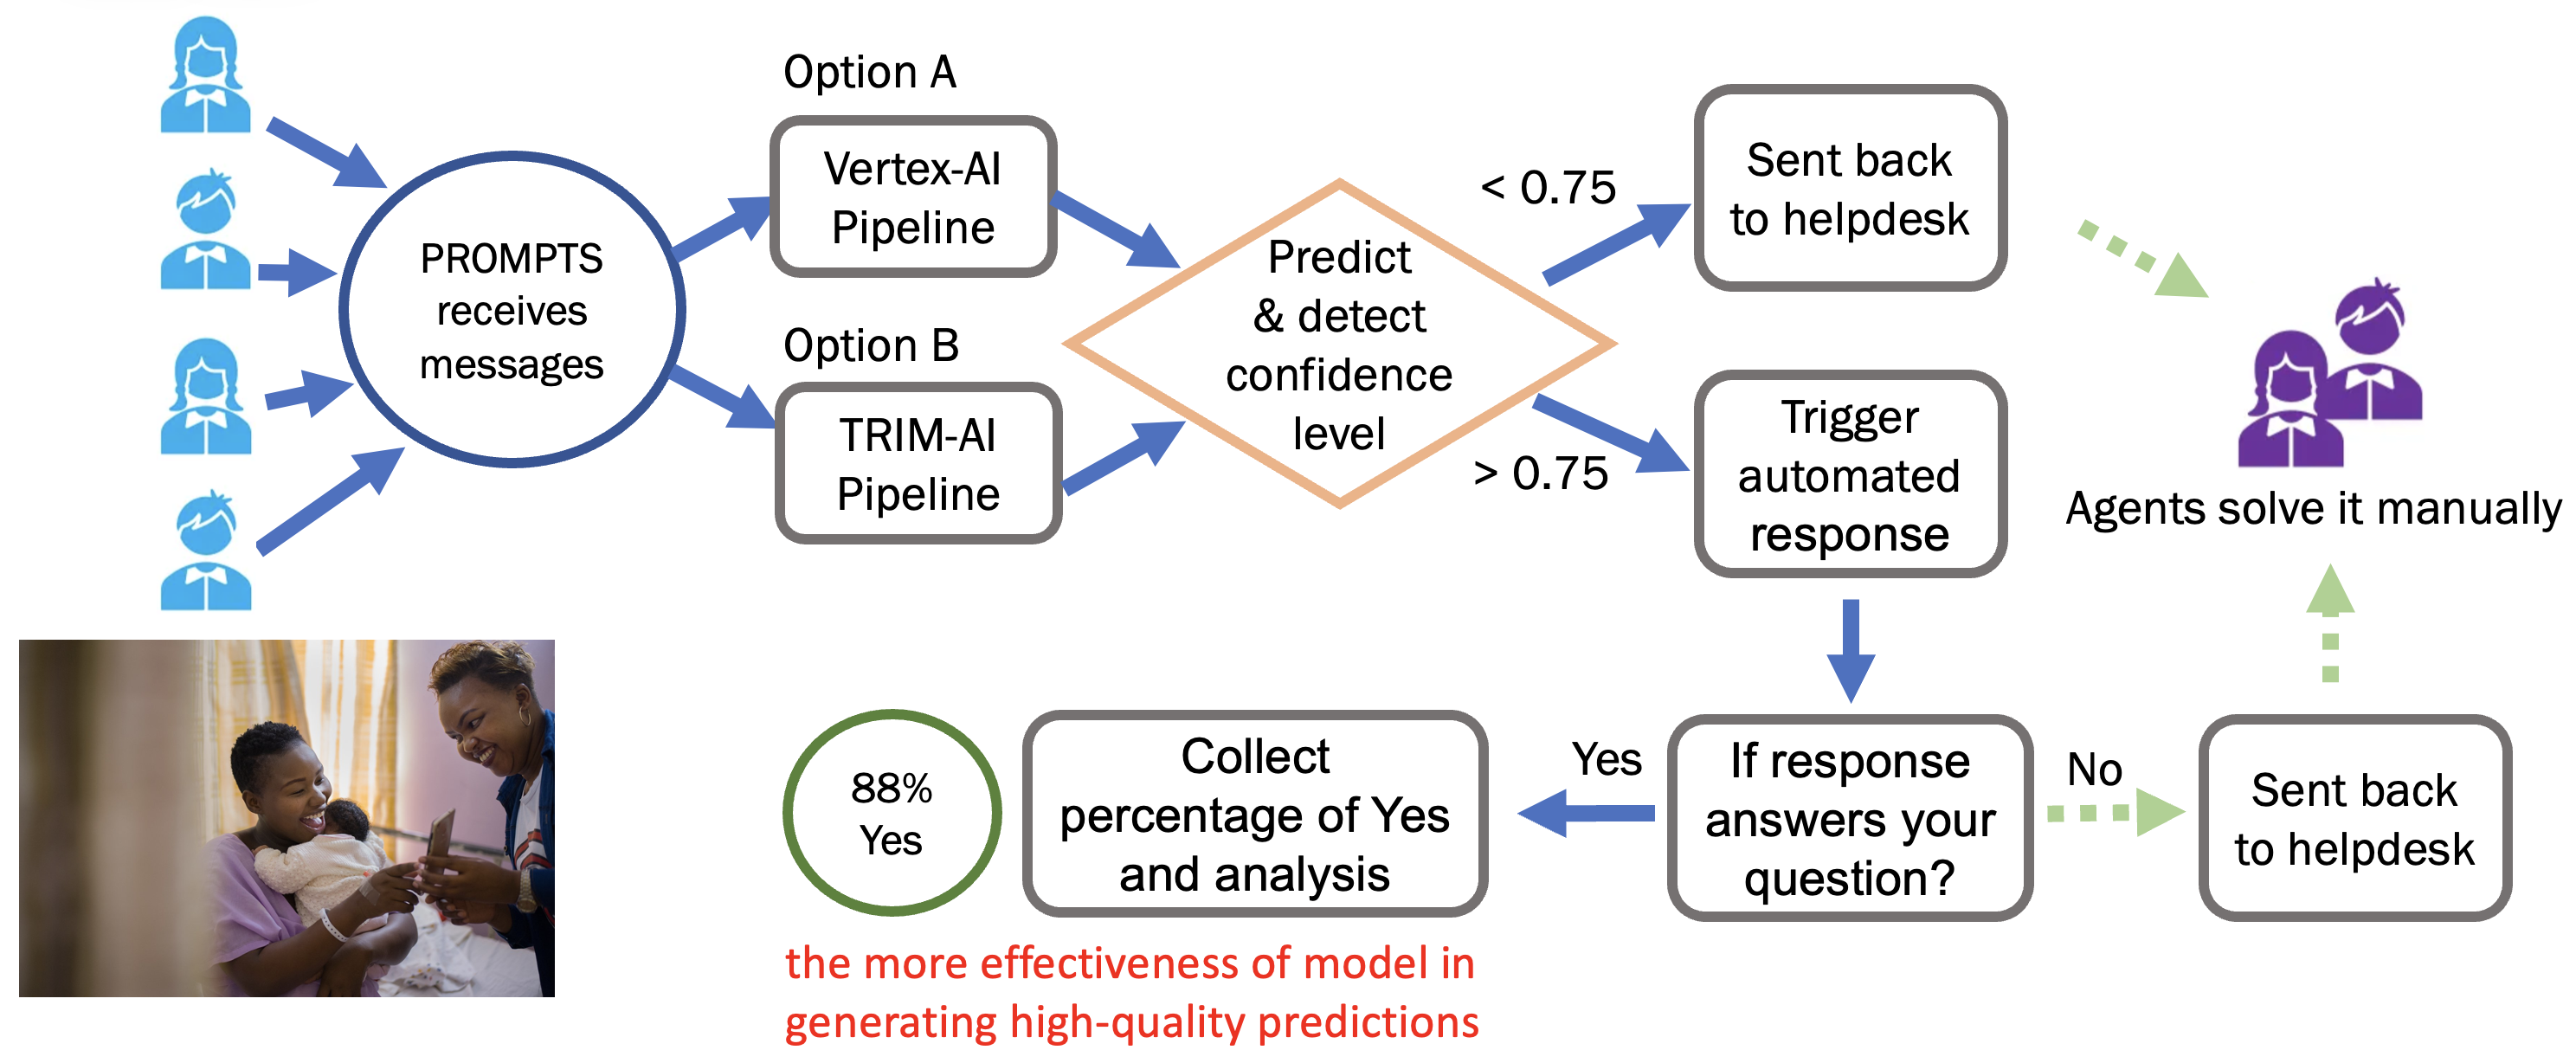 Option A
Vertex-AI
Pipeline
PROMPTS
receives
messages
Option B
TRIM-AI
Pipeline
Predict
& detect
confidence
level
< 0.75
Sent back
to helpdesk
> 0.75
Trigger
automated
response
Agents solve it manually
If response
answers your
question?
Yes
No
Collect
percentage of Yes
and analysis
88%
Yes
Sent back
to helpdesk
the more effectiveness of model in
generating high-quality predictions